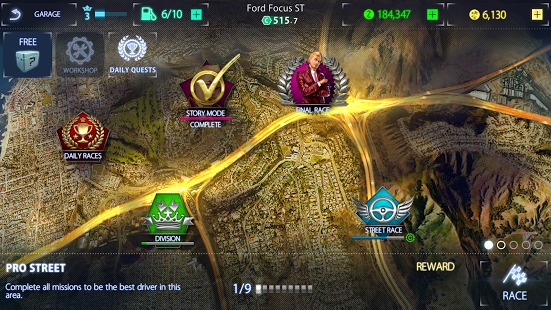 GARAGE
3
6/10
+
Ford Focus ST
515.7
184,347
+
6,130
+
FREE
?
WORKSHOP
DAILY QUESTS
STORY MODE
COMPLETE
FINAL RACE
DAILY RACES
DIVISION
STREET RACE
PRO STREET
Complete all missions to be the best driver in this
area.
1/9
REWARD
RACE